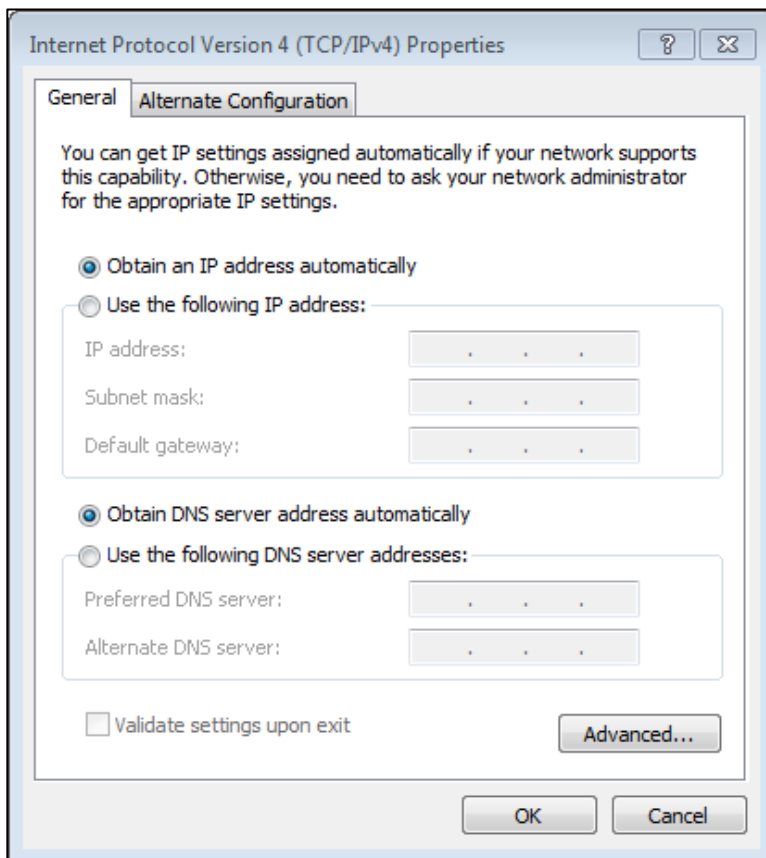 Internet Protocol Version 4 (TCP/IPv4) Properties
General
Alternate Configuration
You can get IP settings assigned automatically if your network supports
this capability. Otherwise, you need to ask your network administrator
for the appropriate IP settings.
Obtain an IP address automatically
Use the following IP address:
IP address: . . .
Subnet mask: . . .
Default gateway: . . .
Obtain DNS server address automatically
Use the following DNS server addresses:
Preferred DNS server: . . .
Alternate DNS server: . . .
Validate settings upon exit
Advanced...
OK
Cancel